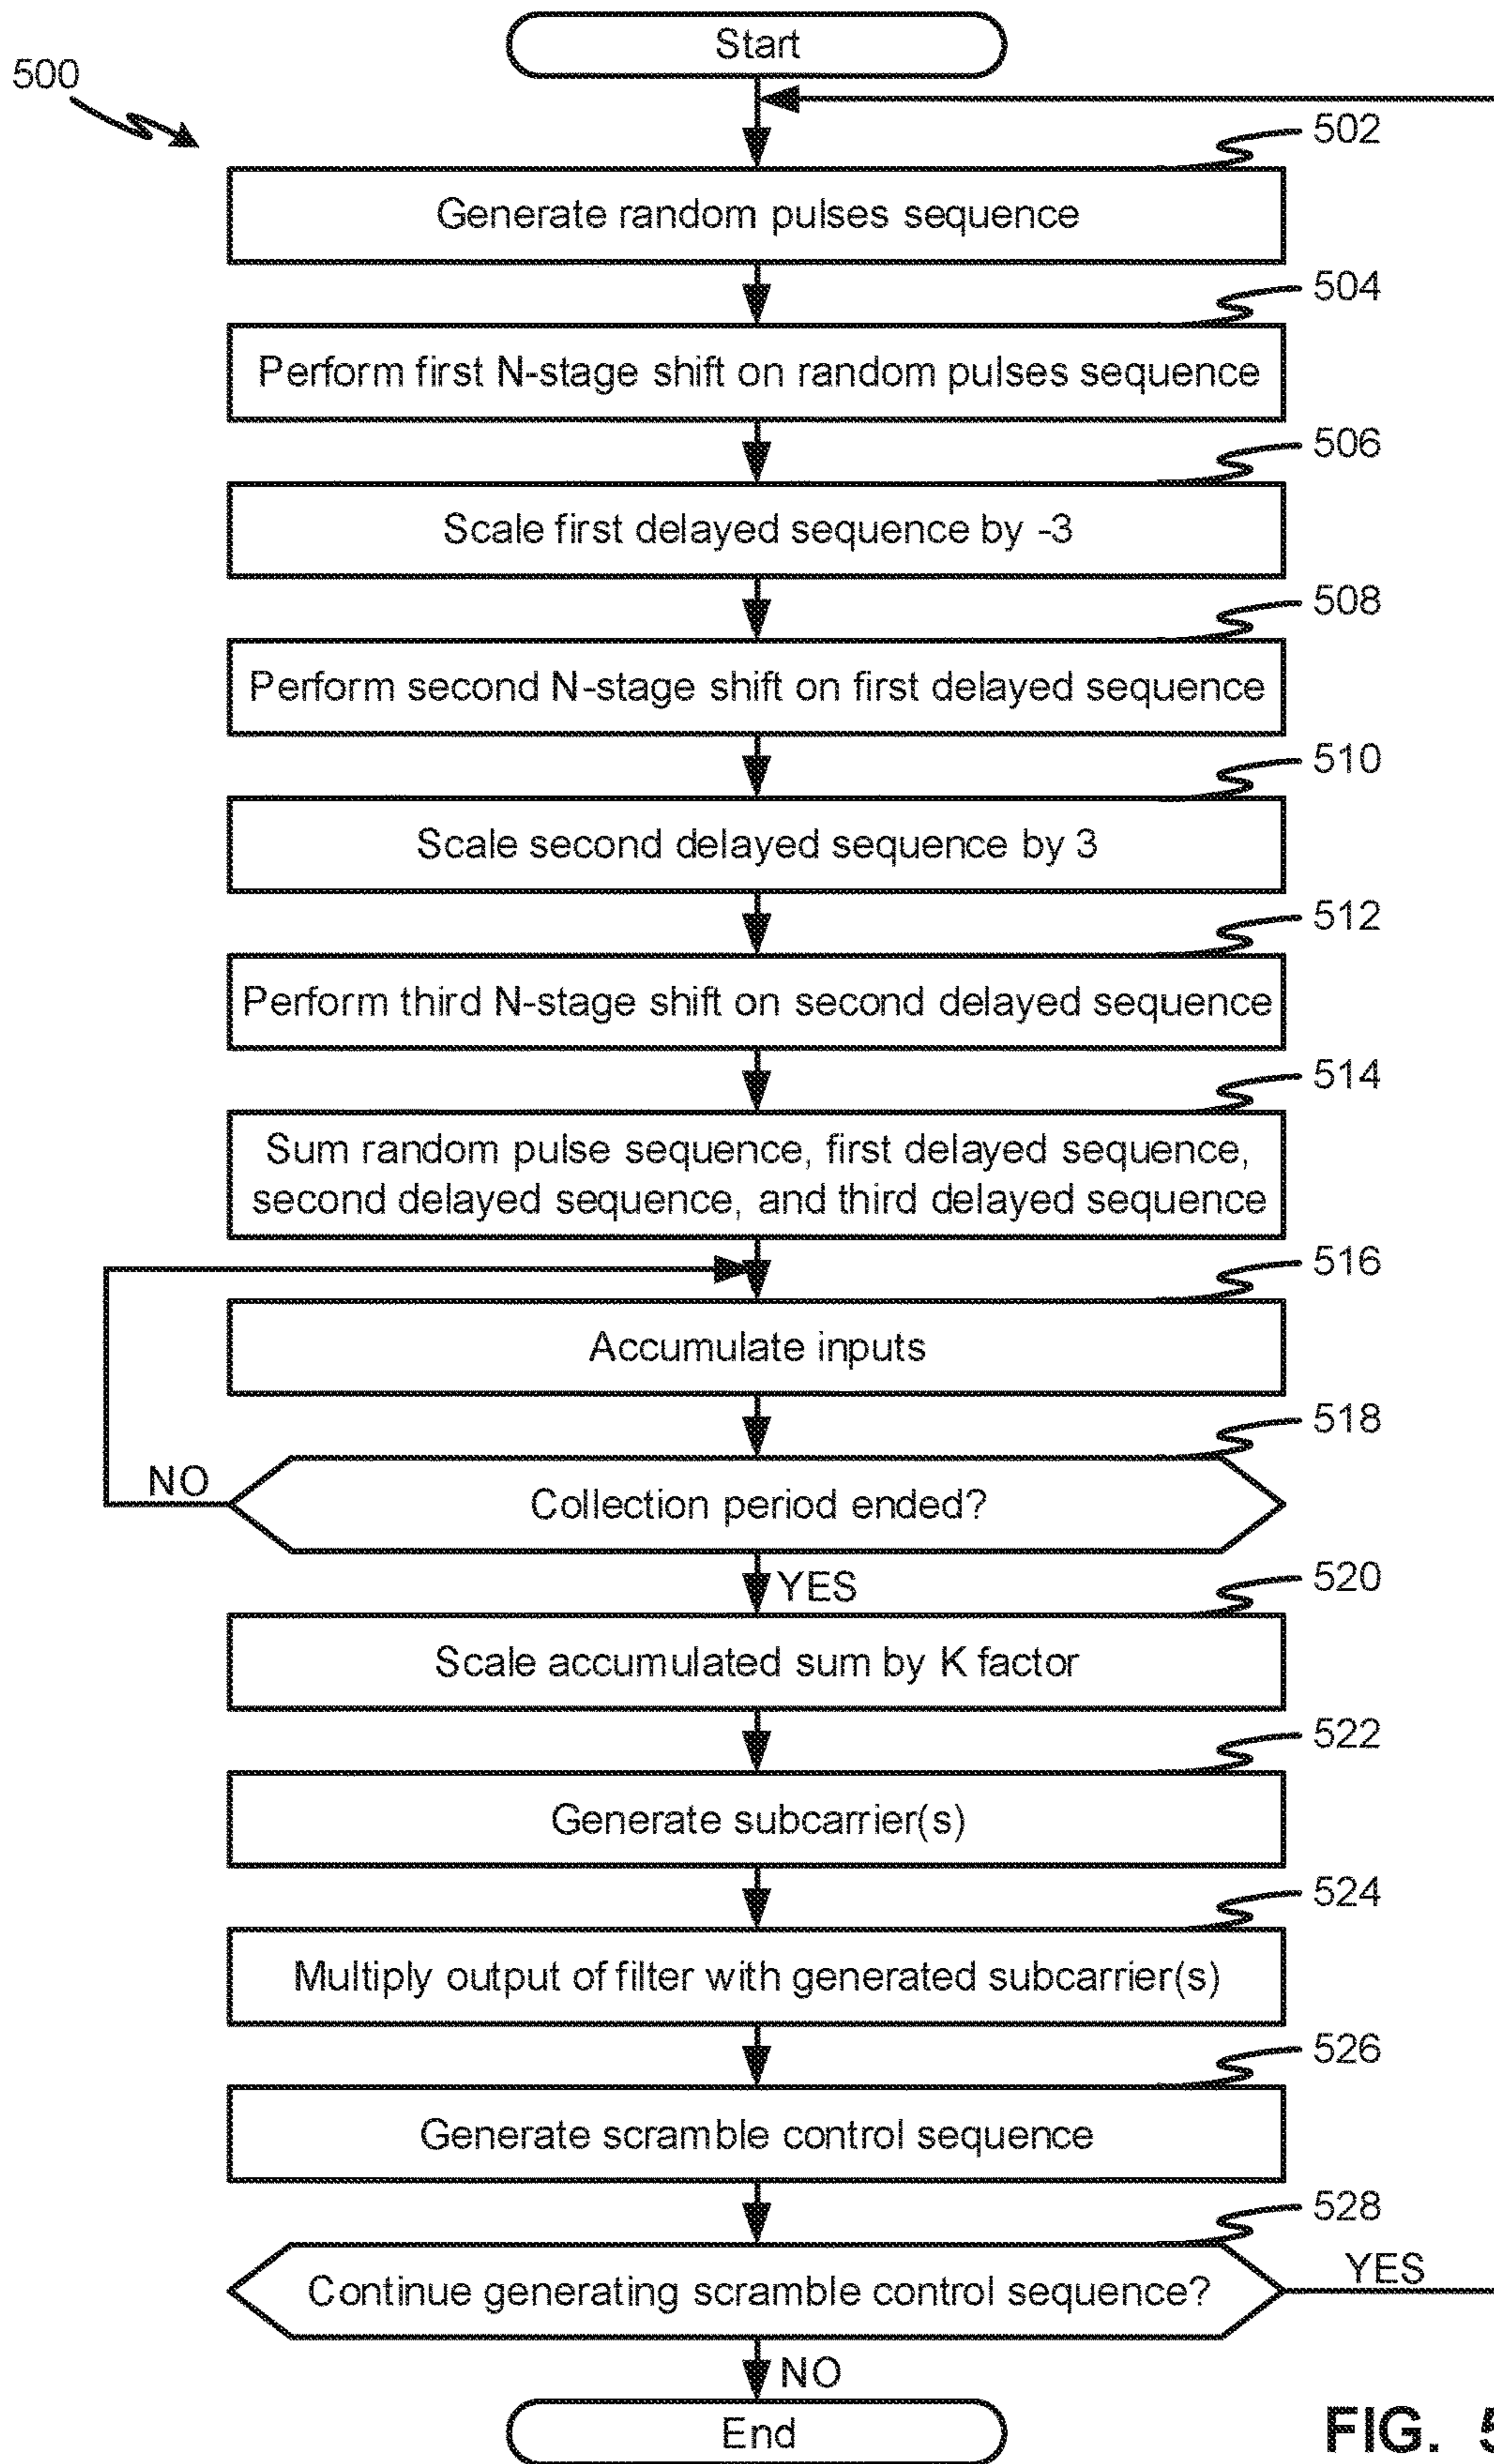 Start
500
502
Generate random pulses sequence
504
Perform first N-stage shift on random pulses sequence
506
Scale first delayed sequence by -3
508
Perform second N-stage shift on first delayed sequence
510
Scale second delayed sequence by 3
512
Perform third N-stage shift on second delayed sequence
514
Sum random pulse sequence, first delayed sequence,
second delayed sequence, and third delayed sequence
516
Accumulate inputs
518
NO
Collection period ended?
YES
520
Scale accumulated sum by K factor
522
Generate subcarrier(s)
524
Multiply output of filter with generated subcarrier(s)
526
Generate scramble control sequence
528
Continue generating scramble control sequence?
YES
NO
End
FIG. 5